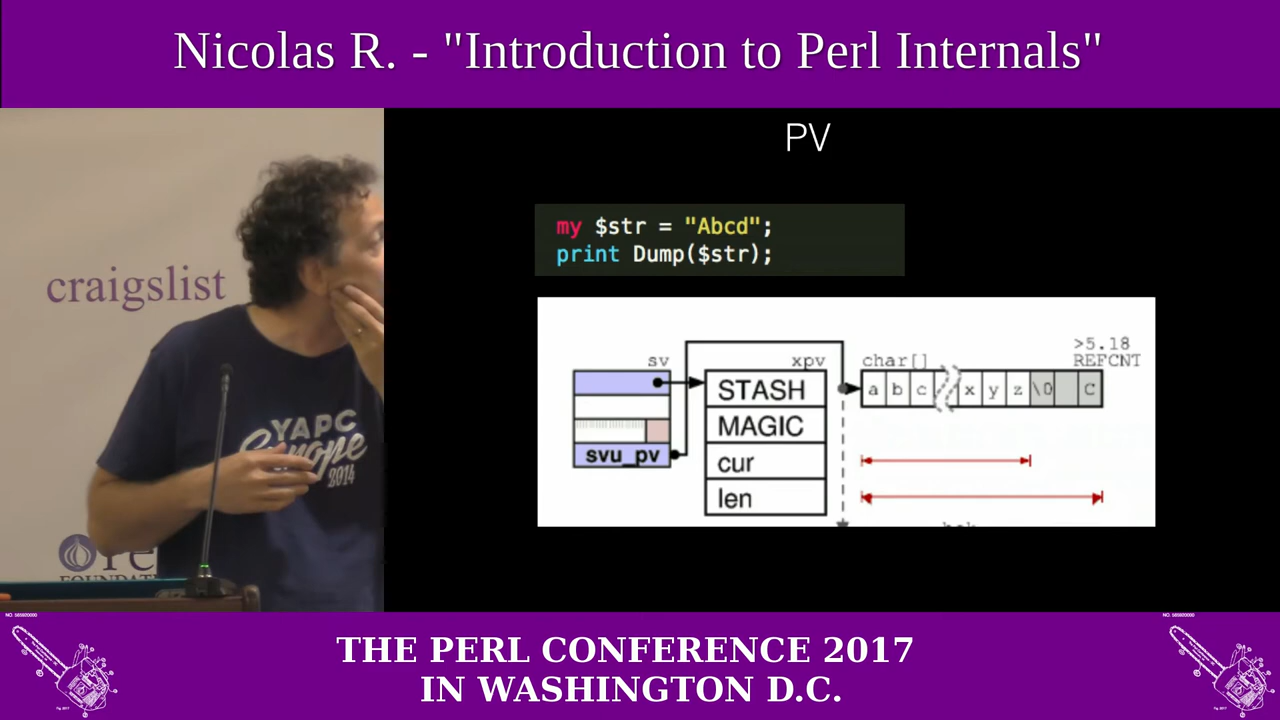 Nicolas R. - "Introduction to Perl Internals"
PV
my $str = "Abcd";
print Dump($str);
craigslist
YAPC
Europe
2014
FOUNDAT
sv
svu_pv
xpv
STASH
MAGIC
cur
len
char[]
>5.18
REFCNT
a b c x y z \0 C
THE PERL CONFERENCE 2017
IN WASHINGTON D.C.